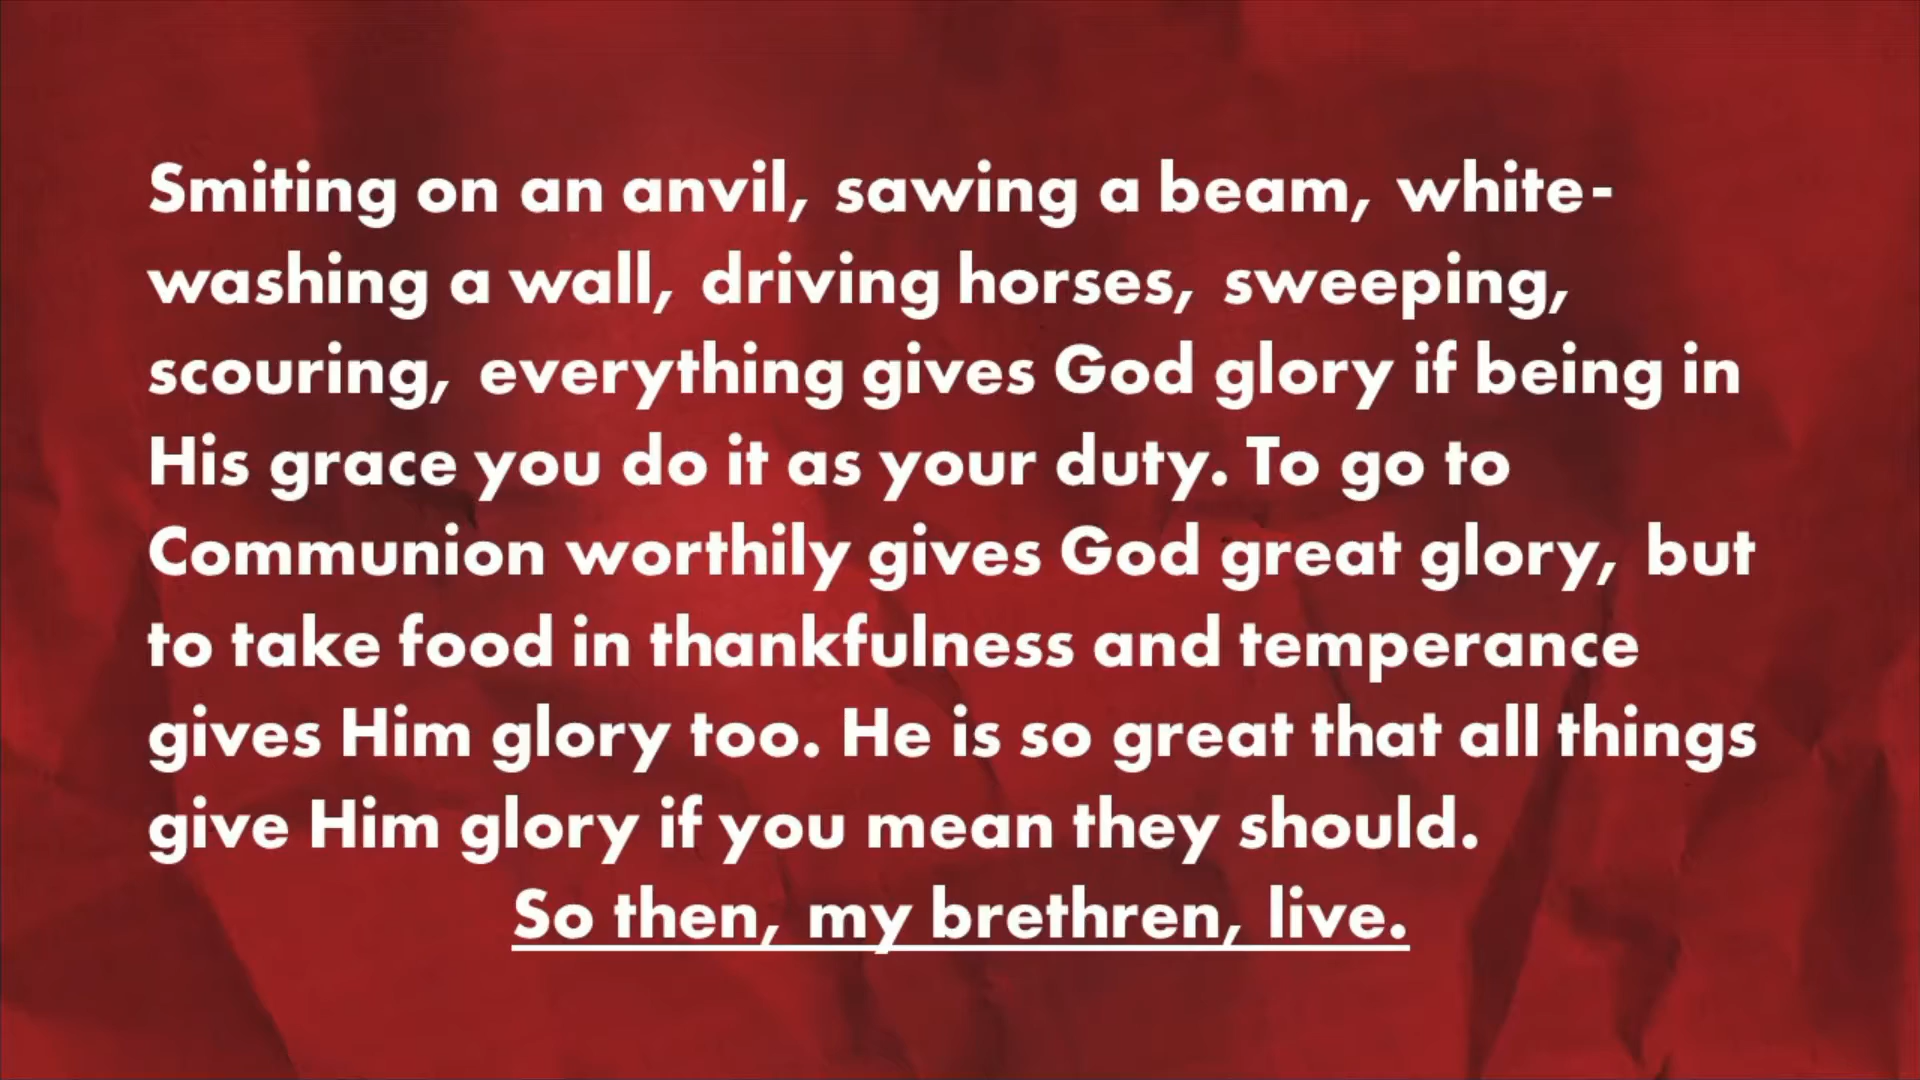 Smiting on an anvil, sawing a beam, white-
washing a wall, driving horses, sweeping,
scouring, everything gives God glory if being in
His grace you do it as your duty. To go to
Communion worthily gives God great glory, but
to take food in thankfulness and temperance
gives Him glory too. He is so great that all things
give Him glory if you mean they should.
So then, my brethren, live.